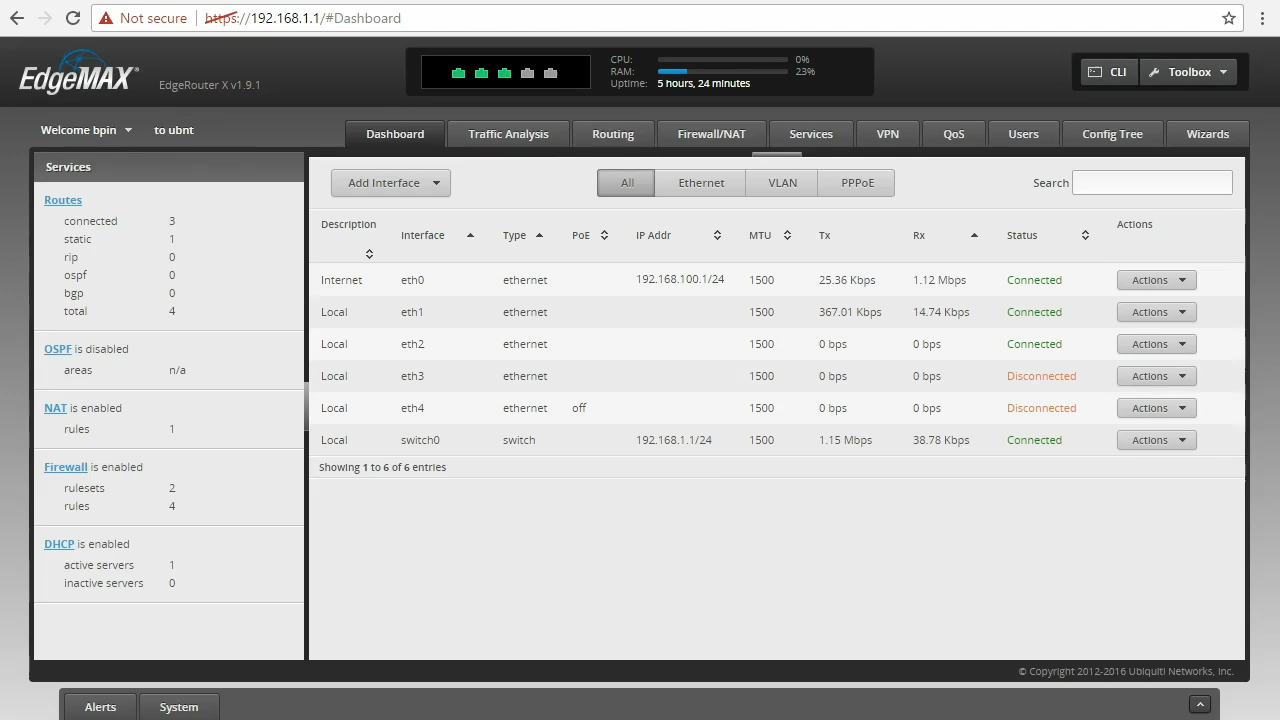 Not secure https://192.168.1.1/#Dashboard
EdgeMAX
EdgeRouter X v1.9.1
CPU: 0%
RAM: 23%
Uptime: 5 hours, 24 minutes
CLI Toolbox
Welcome bpin to ubnt
Dashboard Traffic Analysis Routing Firewall/NAT Services VPN QoS Users Config Tree Wizards
Services
Routes
connected 3
static 1
rip 0
ospf 0
bgp 0
total 4
OSPF is disabled
areas n/a
NAT is enabled
rules 1
Firewall is enabled
rulesets 2
rules 4
DHCP is enabled
active servers 1
inactive servers 0
Add Interface All Ethernet VLAN PPPoE Search
Description Interface Type PoE IP Addr MTU Tx Rx Status Actions
Internet eth0 ethernet 192.168.100.1/24 1500 25.36 Kbps 1.12 Mbps Connected Actions
Local eth1 ethernet 1500 367.01 Kbps 14.74 Kbps Connected Actions
Local eth2 ethernet 1500 0 bps 0 bps Connected Actions
Local eth3 ethernet 1500 0 bps 0 bps Disconnected Actions
Local eth4 ethernet off 1500 0 bps 0 bps Disconnected Actions
Local switch0 switch 192.168.1.1/24 1500 1.15 Mbps 38.78 Kbps Connected Actions
Showing 1 to 6 of 6 entries
© Copyright 2012-2016 Ubiquiti Networks, Inc.
Alerts System